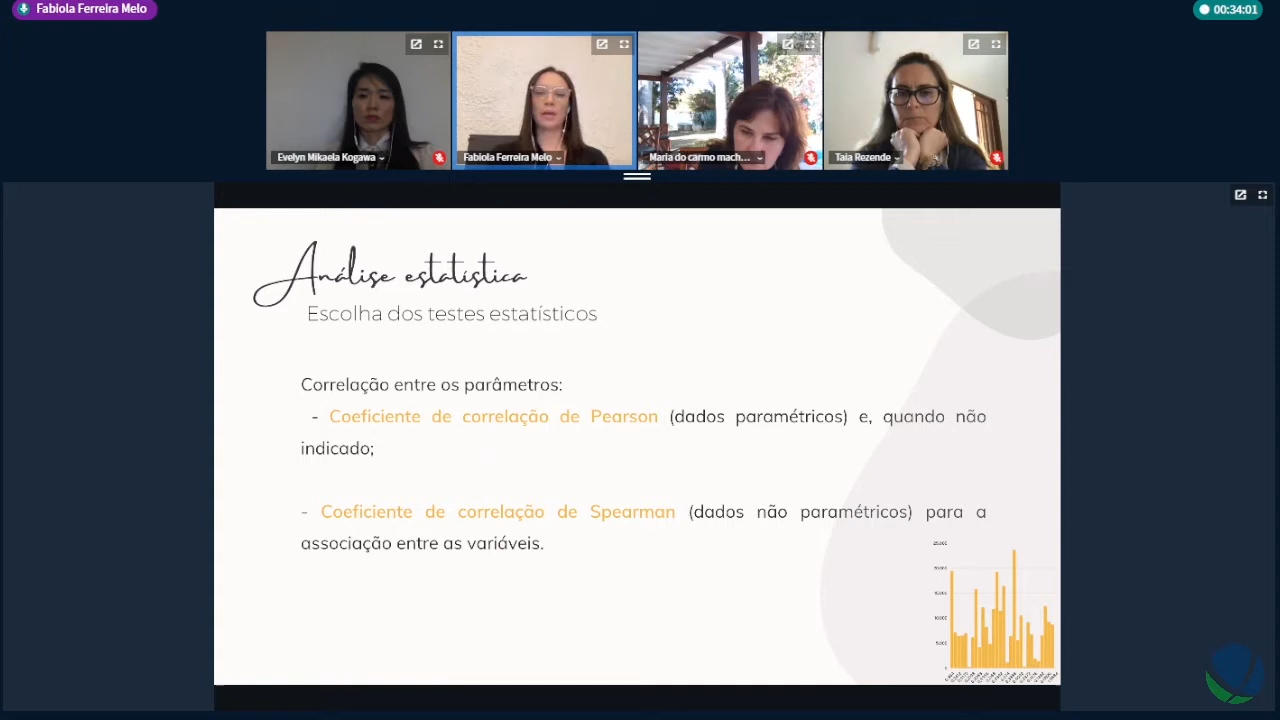 Fabiola Ferreira Melo
00:34:01
Evelyn Mikaela Kogawa
Fabiola Ferreira Melo
Maria do carmo mach...
Taia Rezende
Análise estatística
Escolha dos testes estatísticos
Correlação entre os parâmetros:
- Coeficiente de correlação de Pearson (dados paramétricos) e, quando não
indicado;
- Coeficiente de correlação de Spearman (dados não paramétricos) para a
associação entre as variáveis.